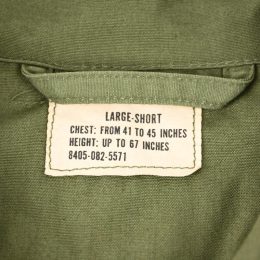 LARGE-SHORT
CHEST: FROM 41 TO 45 INCHES
HEIGHT: UP TO 67 INCHES
8405-082-5571